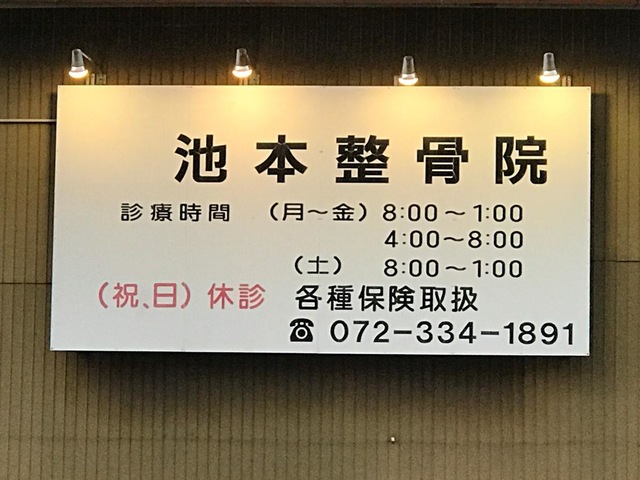 池本整骨院
診療時間 （月〜金）8:00〜1:00
4:00〜8:00
（土） 8:00〜1:00
（祝、日）休診 各種保険取扱
☎ 072-334-1891